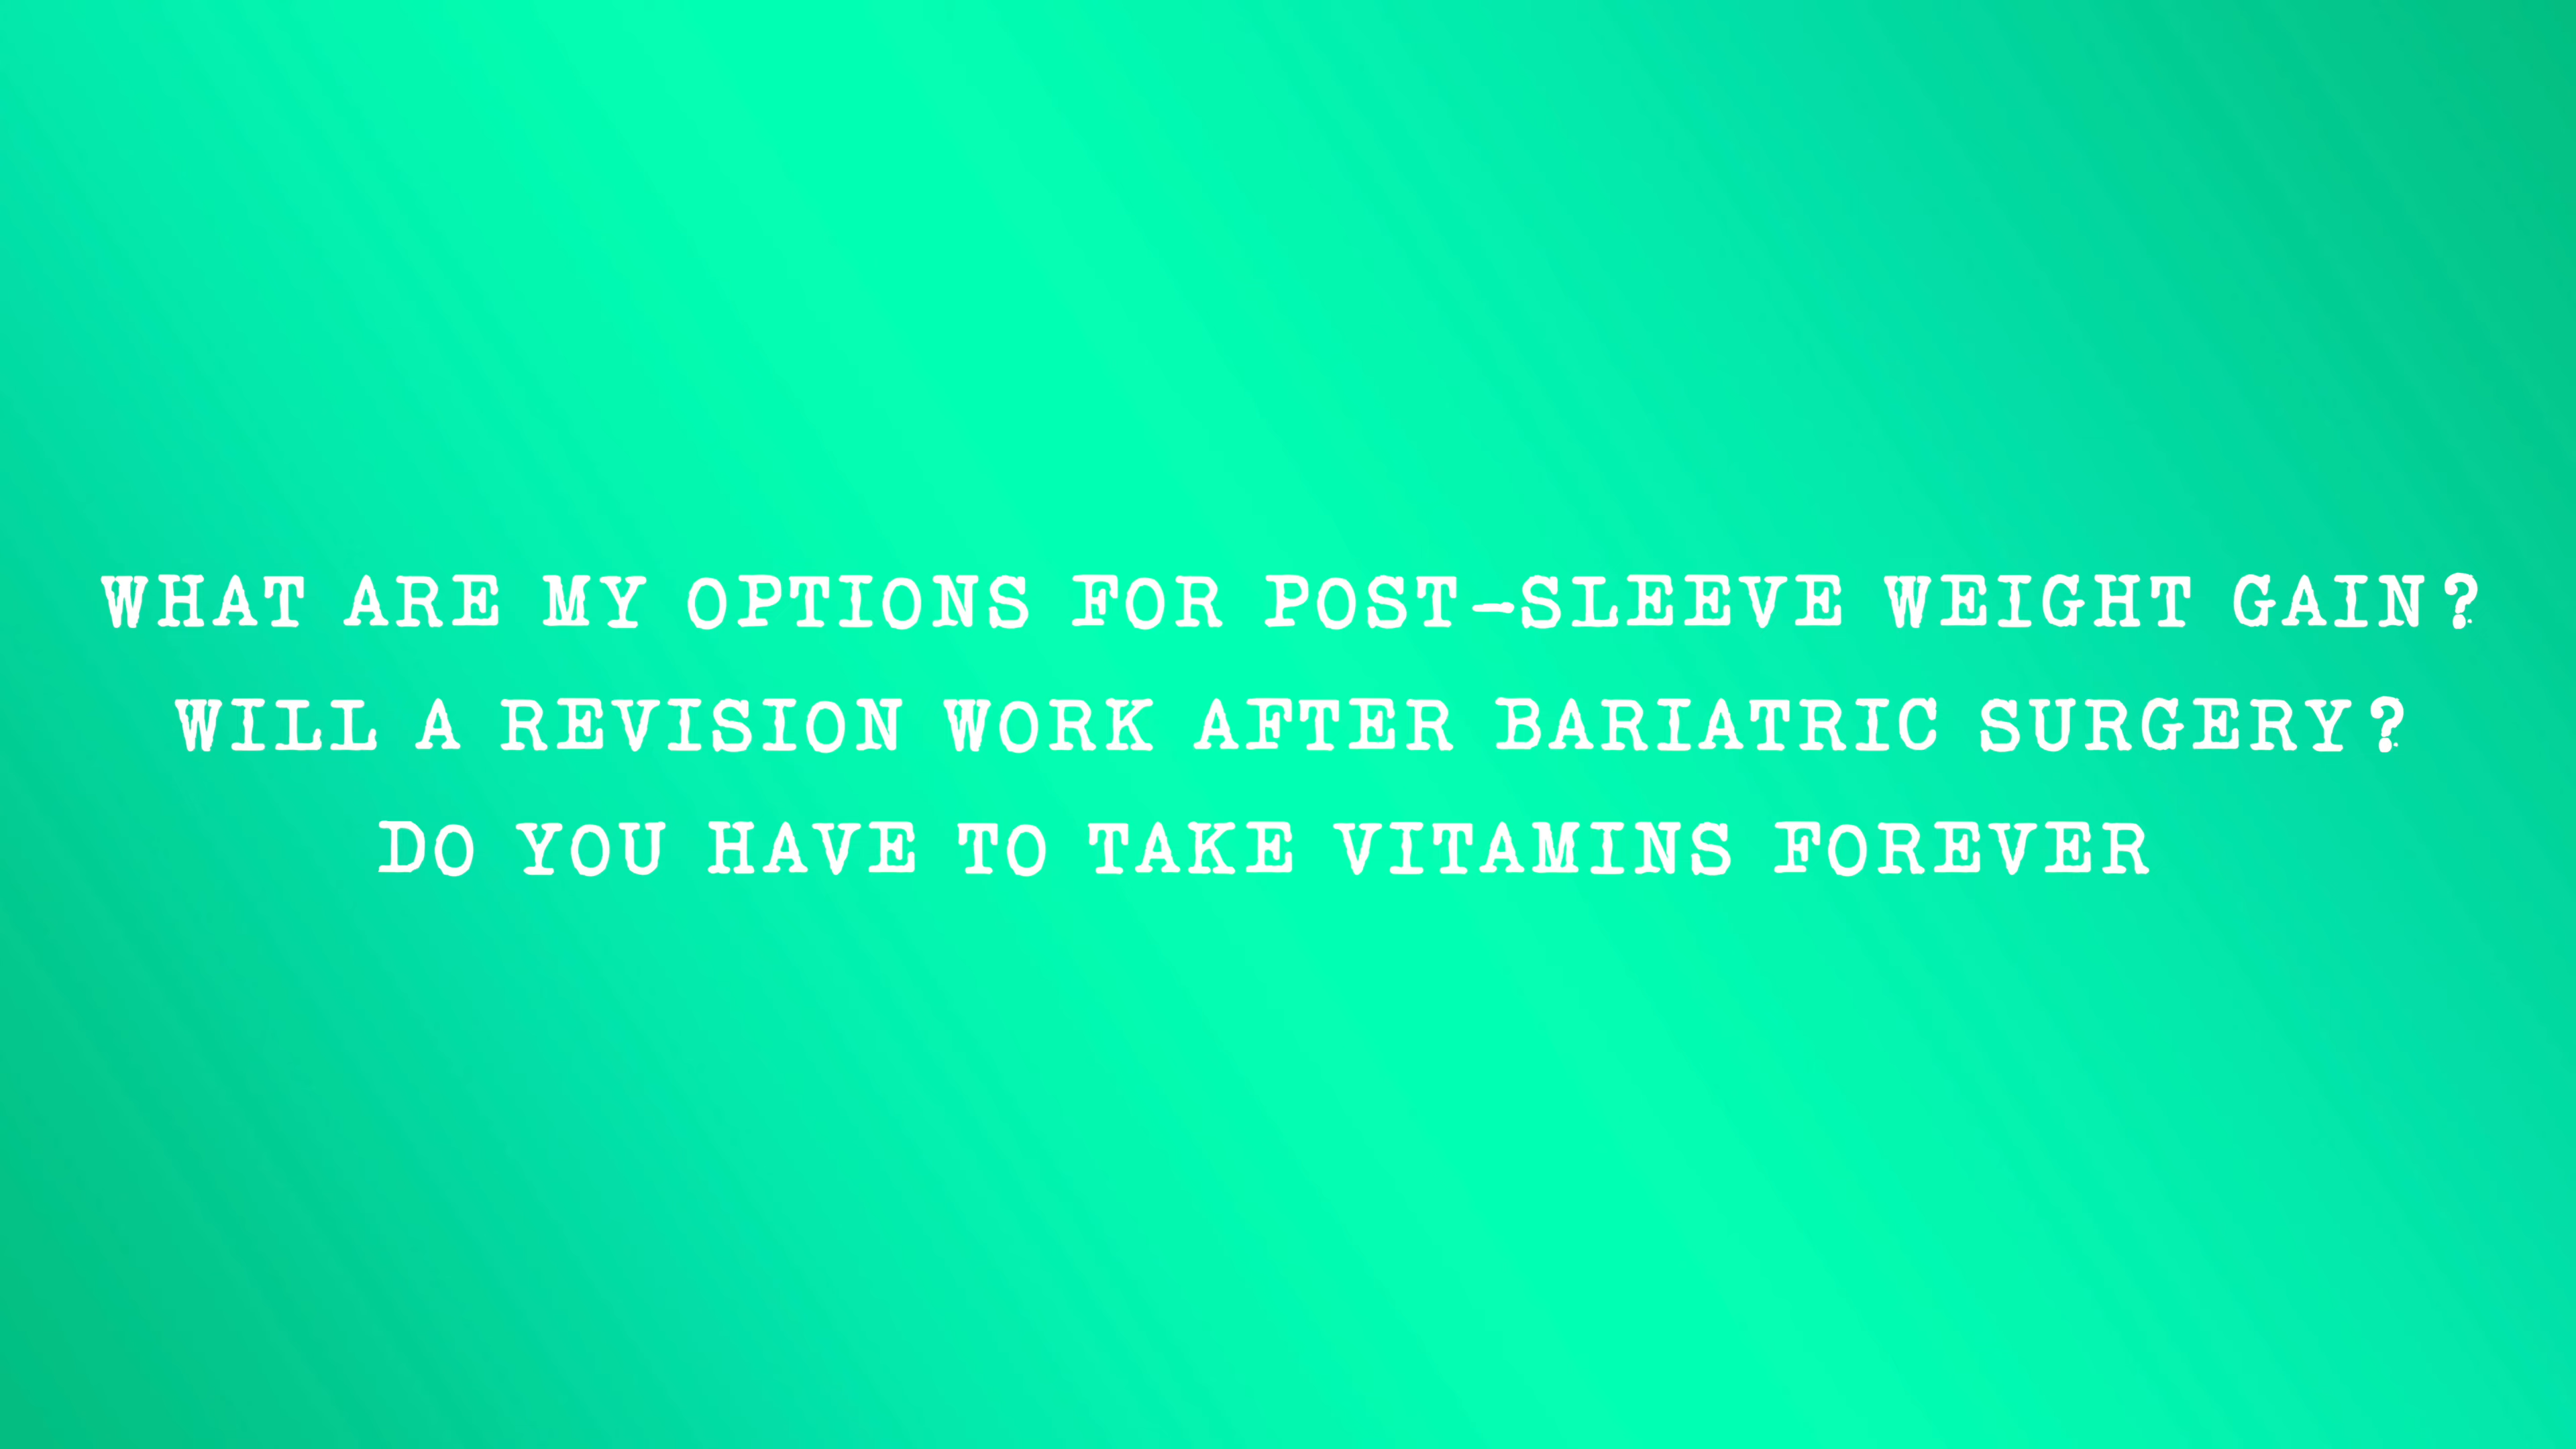 WHAT ARE MY OPTIONS FOR POST-SLEEVE WEIGHT GAIN?
WILL A REVISION WORK AFTER BARIATRIC SURGERY?
DO YOU HAVE TO TAKE VITAMINS FOREVER